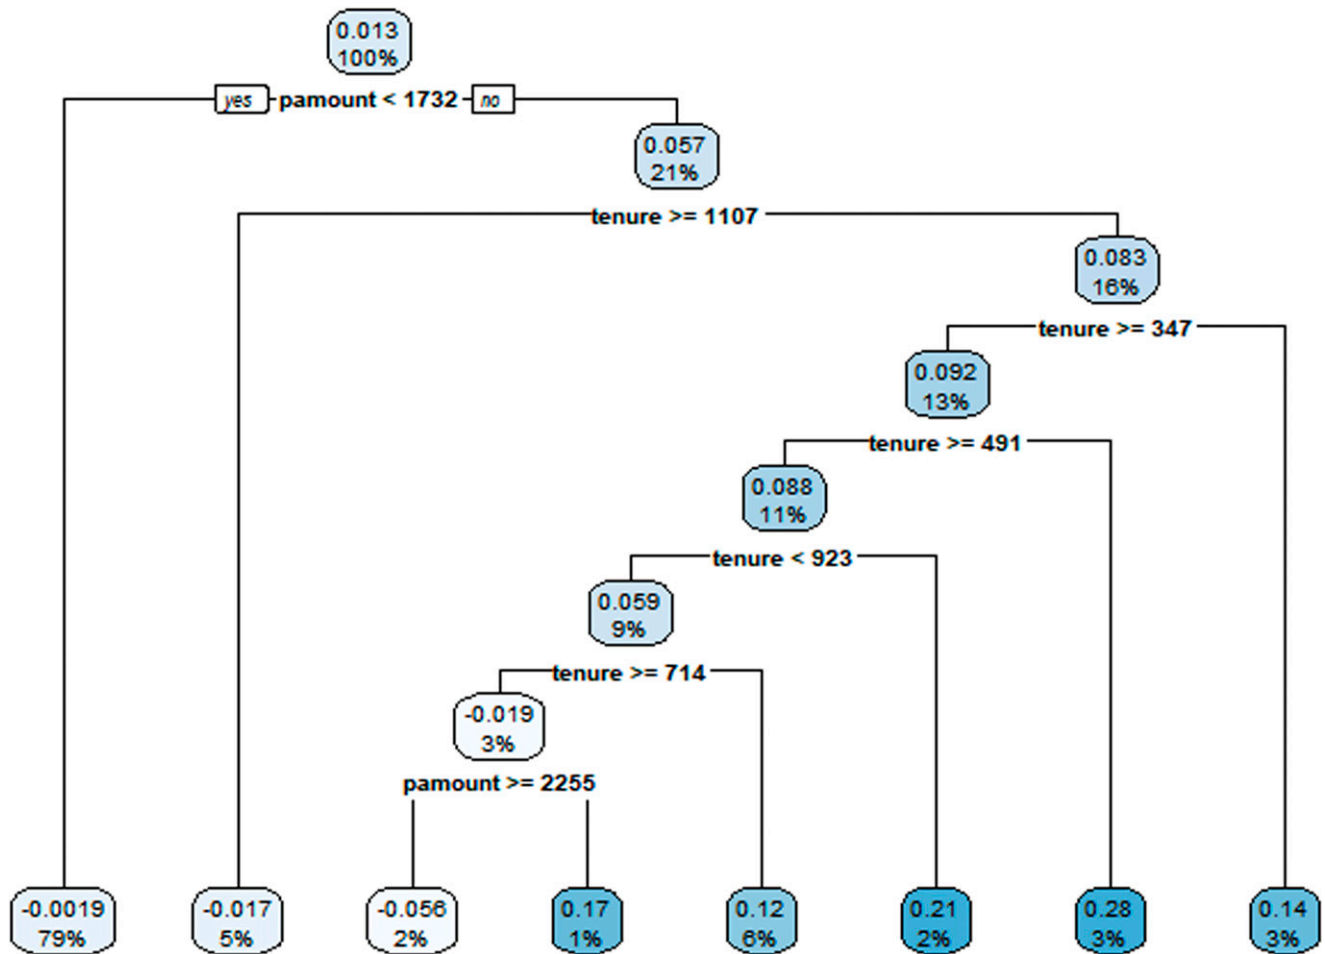 0.013
100%
yes pamount < 1732 no
0.057
21%
tenure >= 1107
0.083
16%
tenure >= 347
0.092
13%
tenure >= 491
0.088
11%
tenure < 923
0.059
9%
tenure >= 714
-0.019
3%
pamount >= 2255
-0.0019 -0.017 -0.056 0.17 0.12 0.21 0.28 0.14
79% 5% 2% 1% 6% 2% 3% 3%